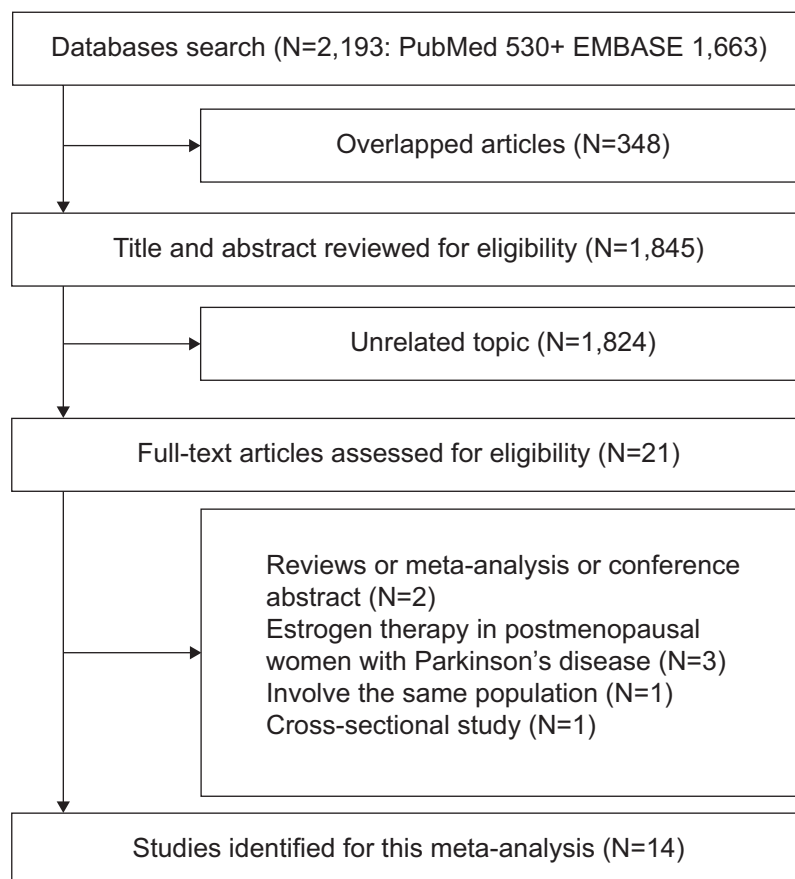 Databases search (N=2,193: PubMed 530+ EMBASE 1,663)
Overlapped articles (N=348)
Title and abstract reviewed for eligibility (N=1,845)
Unrelated topic (N=1,824)
Full-text articles assessed for eligibility (N=21)
Reviews or meta-analysis or conference
abstract (N=2)
Estrogen therapy in postmenopausal
women with Parkinson’s disease (N=3)
Involve the same population (N=1)
Cross-sectional study (N=1)
Studies identified for this meta-analysis (N=14)